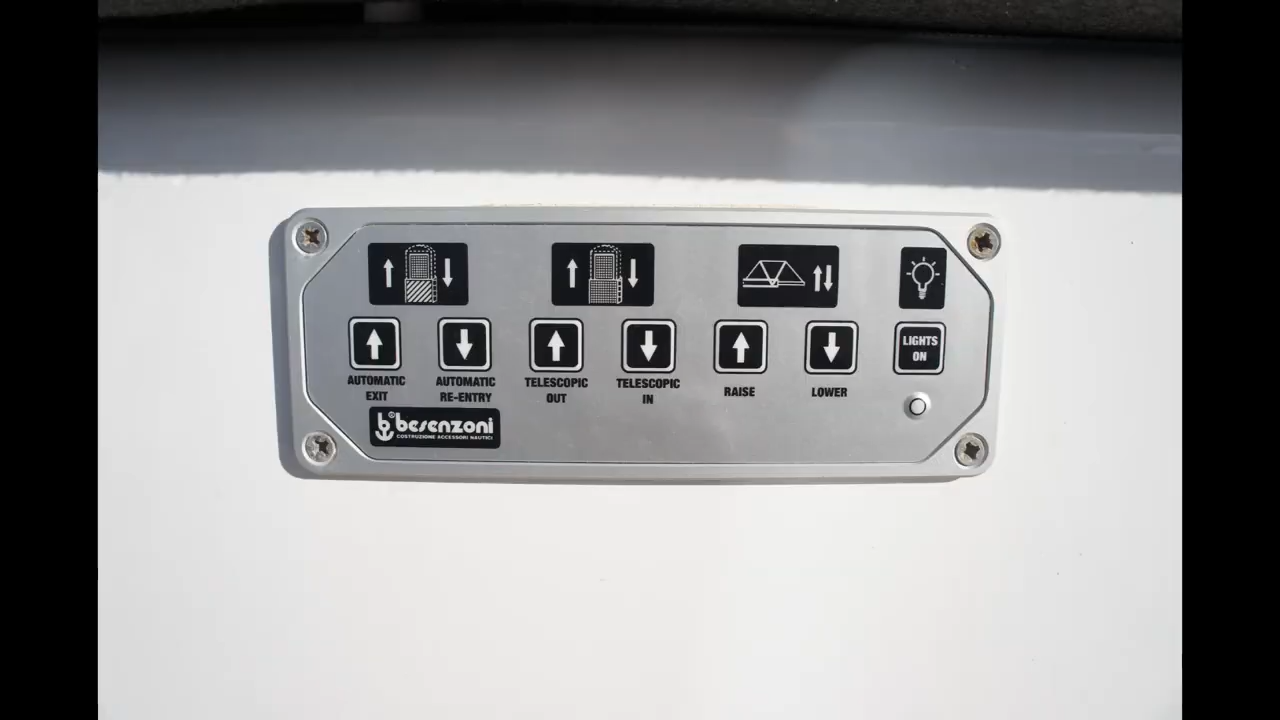 LIGHTS
ON
AUTOMATIC
EXIT
AUTOMATIC
RE-ENTRY
TELESCOPIC
OUT
TELESCOPIC
IN
RAISE
LOWER
b® besenzoni
COSTRUZIONE ACCESSORI NAUTICI